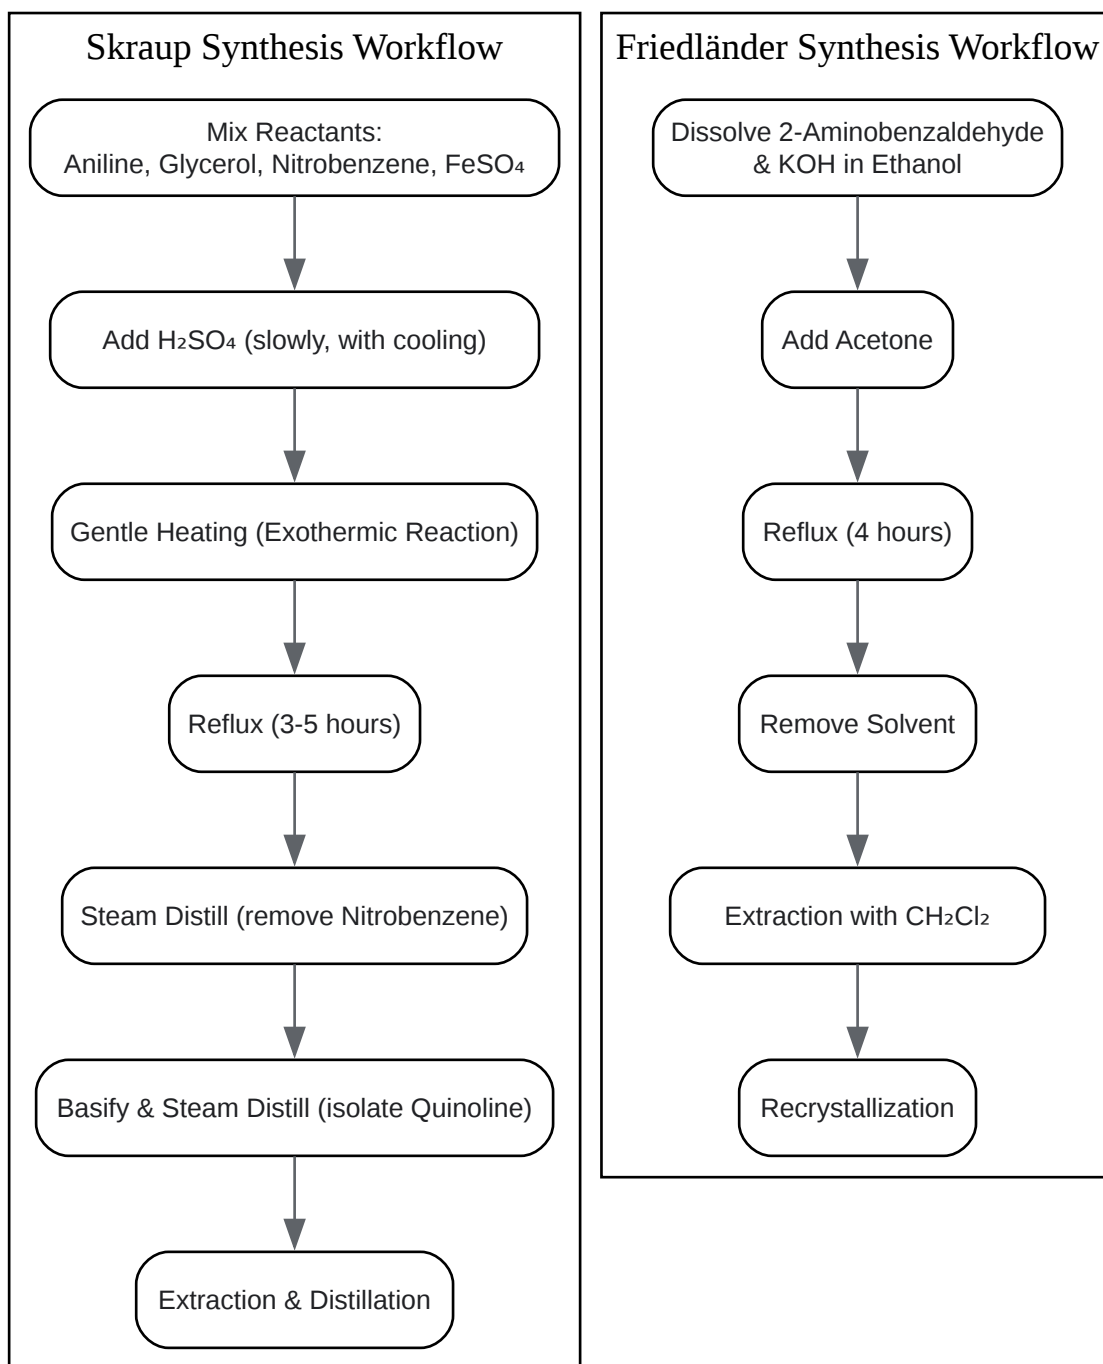 Skraup Synthesis Workflow
Mix Reactants:
Aniline, Glycerol, Nitrobenzene, FeSO₄
Add H₂SO₄ (slowly, with cooling)
Gentle Heating (Exothermic Reaction)
Reflux (3-5 hours)
Steam Distill (remove Nitrobenzene)
Basify & Steam Distill (isolate Quinoline)
Extraction & Distillation
Friedländer Synthesis Workflow
Dissolve 2-Aminobenzaldehyde
& KOH in Ethanol
Add Acetone
Reflux (4 hours)
Remove Solvent
Extraction with CH₂Cl₂
Recrystallization